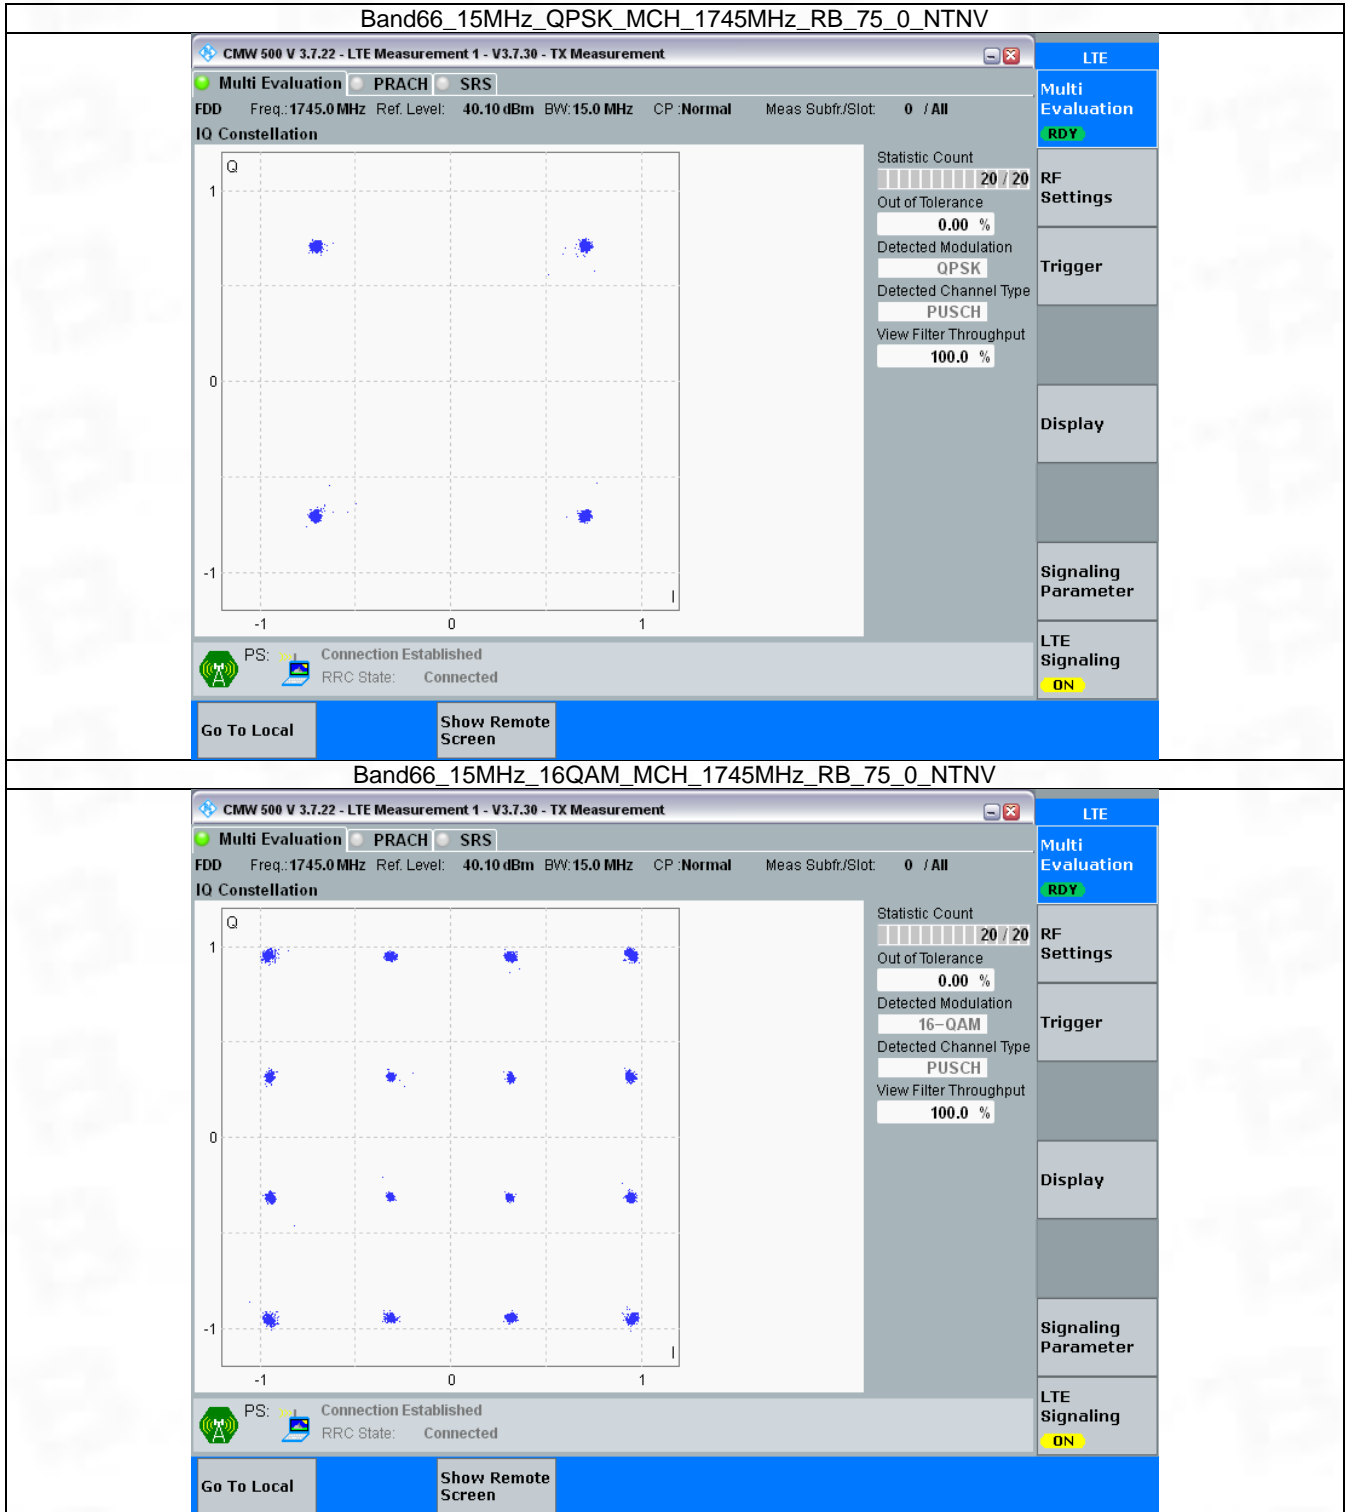 Band66_15MHz_QPSK_MCH_1745MHz_RB_75_0_NTNV
CMW 500 V 3.7.22 - LTE Measurement 1 - V3.7.30 - TX Measurement
LTE
Multi Evaluation PRACH SRS
Multi
Evaluation
RDY
FDD Freq.: 1745.0 MHz Ref. Level: 40.10 dBm BW: 15.0 MHz CP : Normal Meas Subfr./Slot: 0 / All
IQ Constellation
Q
1
0
-1
I
-1 0 1
Statistic Count
20 / 20
Out of Tolerance
0.00 %
Detected Modulation
QPSK
Detected Channel Type
PUSCH
View Filter Throughput
100.0 %
RF
Settings
Trigger
Display
Signaling
Parameter
LTE
Signaling
ON
PS: Connection Established
RRC State: Connected
Go To Local
Show Remote
Screen
Band66_15MHz_16QAM_MCH_1745MHz_RB_75_0_NTNV
CMW 500 V 3.7.22 - LTE Measurement 1 - V3.7.30 - TX Measurement
LTE
Multi Evaluation PRACH SRS
Multi
Evaluation
RDY
FDD Freq.: 1745.0 MHz Ref. Level: 40.10 dBm BW: 15.0 MHz CP : Normal Meas Subfr./Slot: 0 / All
IQ Constellation
Q
1
0
-1
I
-1 0 1
Statistic Count
20 / 20
Out of Tolerance
0.00 %
Detected Modulation
16-QAM
Detected Channel Type
PUSCH
View Filter Throughput
100.0 %
RF
Settings
Trigger
Display
Signaling
Parameter
LTE
Signaling
ON
PS: Connection Established
RRC State: Connected
Go To Local
Show Remote
Screen